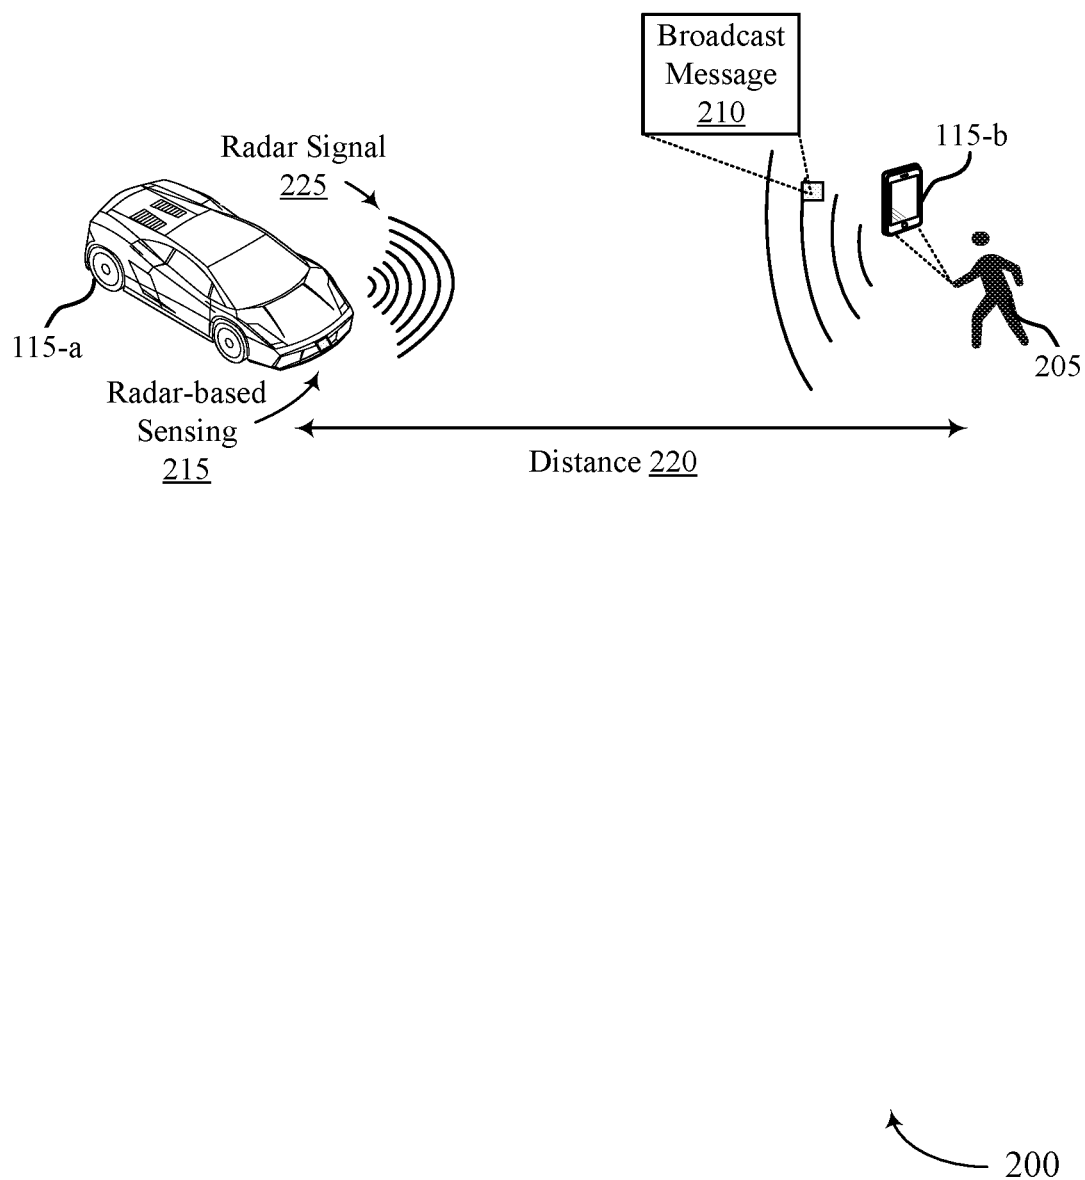 Broadcast
Message
210
115-b
Radar Signal
225
115-a
205
Radar-based
Sensing
215
Distance 220
200